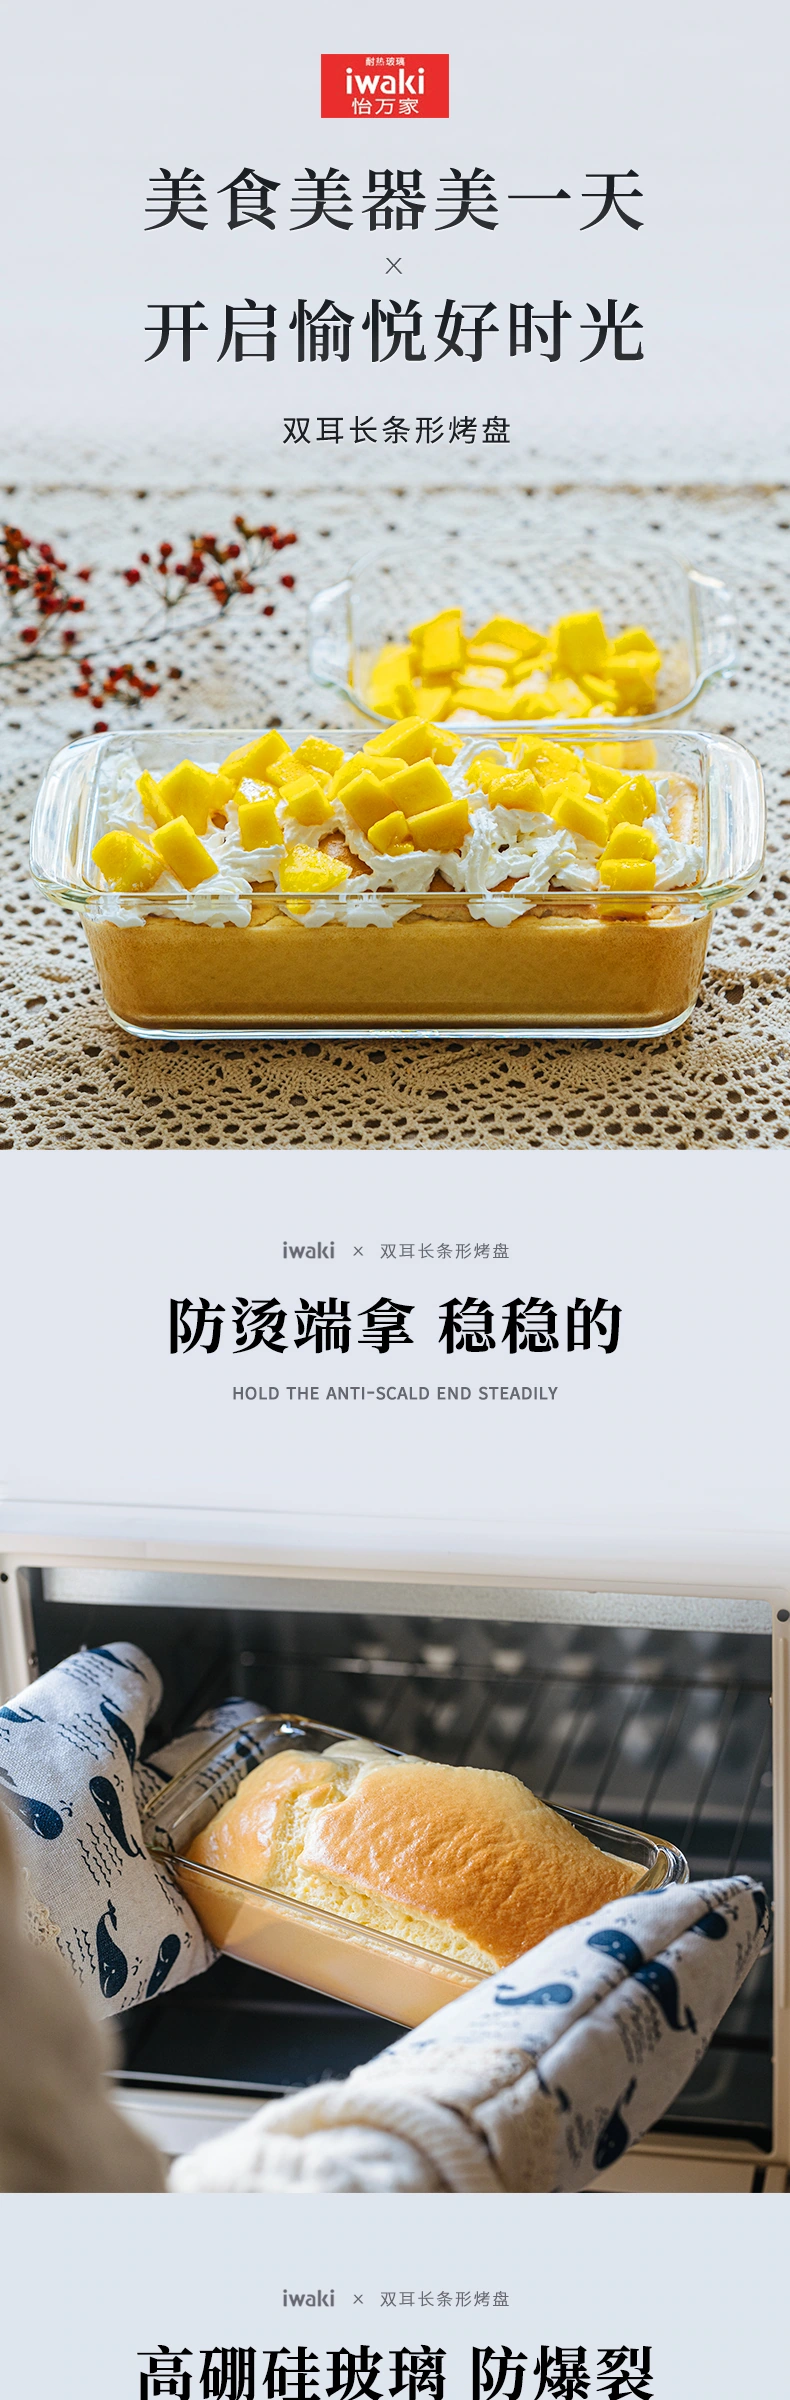 耐热玻璃
iwaki
怡万家
美食美器美一天
×
开启愉悦好时光
双耳长条形烤盘
iwaki × 双耳长条形烤盘
防烫端拿 稳稳的
HOLD THE ANTI-SCALD END STEADILY
iwaki × 双耳长条形烤盘
高硼硅玻璃 防爆裂